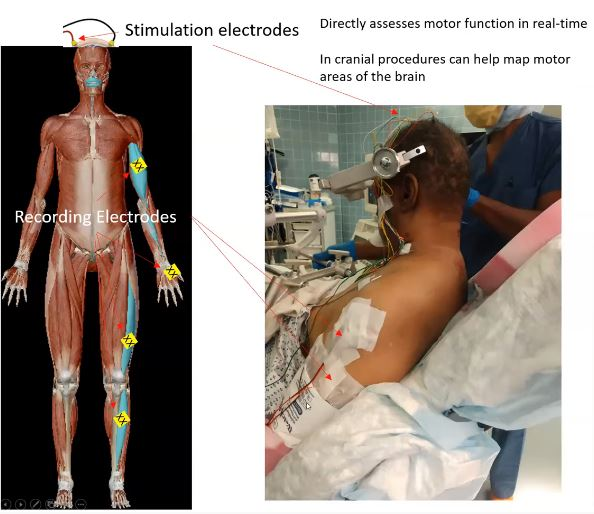 Stimulation electrodes
Directly assesses motor function in real-time
In cranial procedures can help map motor
areas of the brain
Recording Electrodes